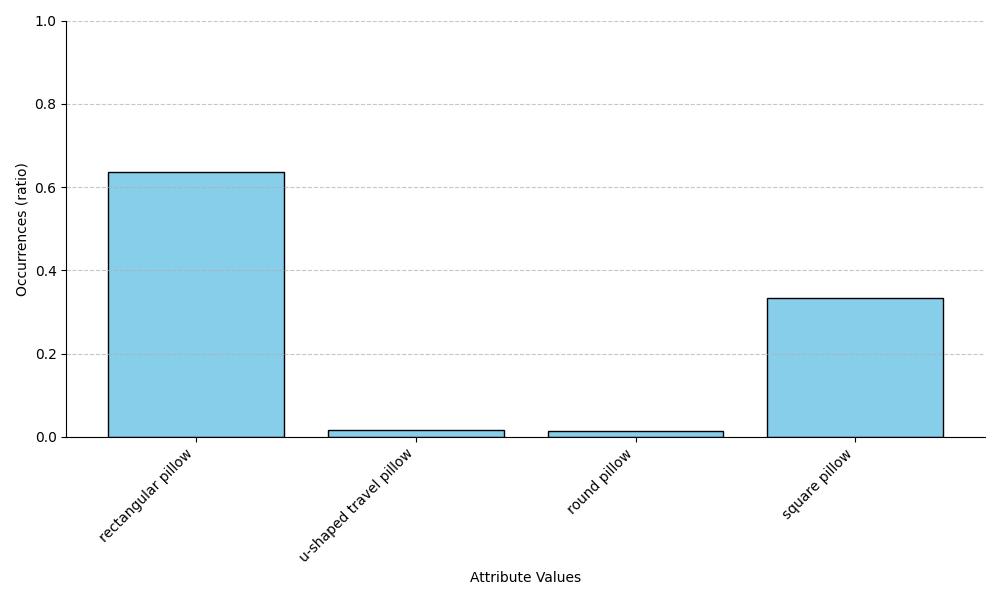 1.0
0.8
0.6
0.4
0.2
0.0
Occurrences (ratio)
rectangular pillow
u-shaped travel pillow
round pillow
square pillow
Attribute Values